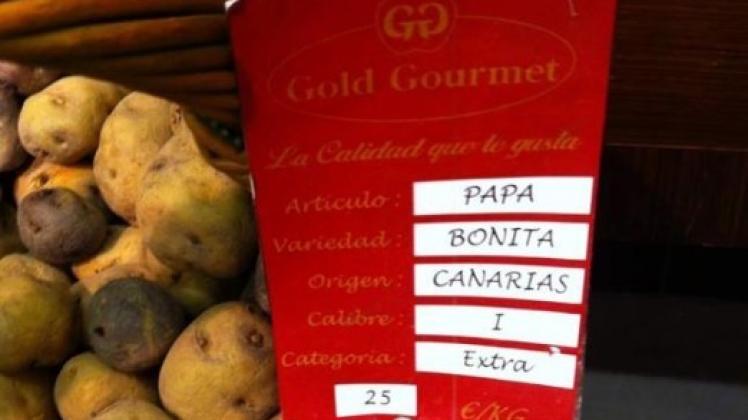 GG
Gold Gourmet
La Calidad que te gusta
Articulo : PAPA
Variedad : BONITA
Origen : CANARIAS
Calibre : I
Categoria : Extra
25 €/KG